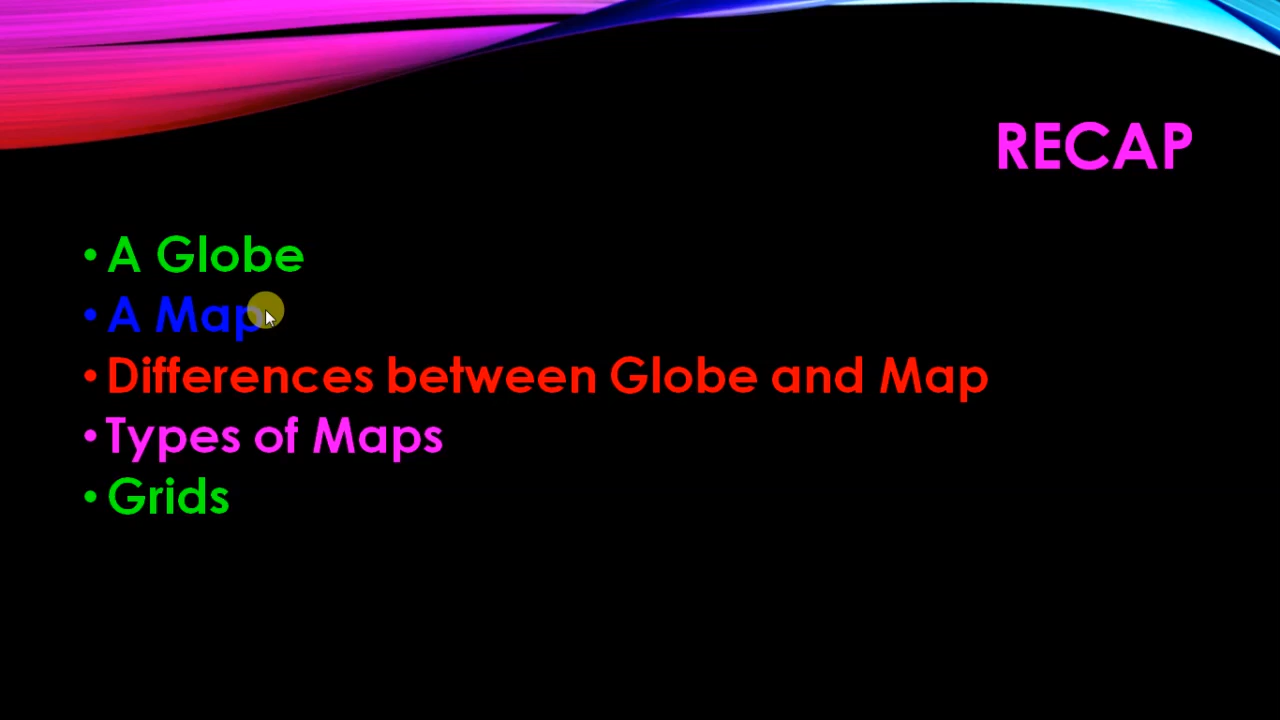 RECAP
• A Globe
• A Map
• Differences between Globe and Map
• Types of Maps
• Grids